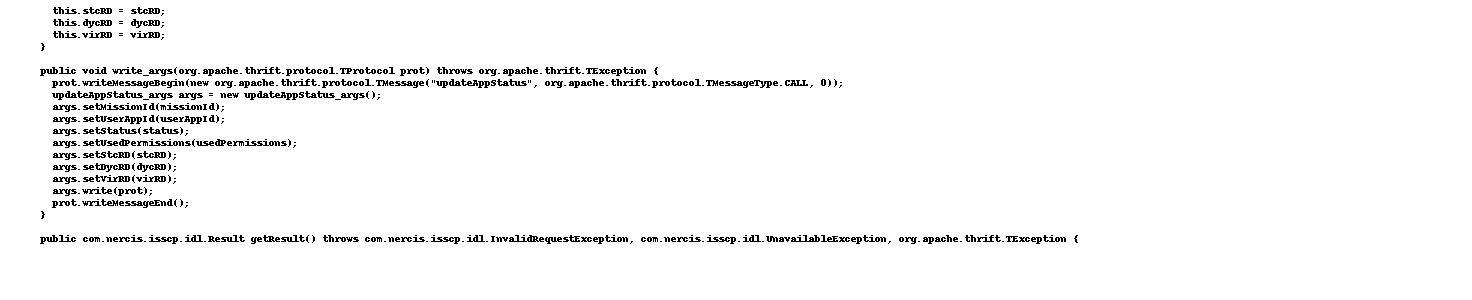 this.stcRD = stcRD;
this.dycRD = dycRD;
this.virRD = virRD;
}
public void write_args(org.apache.thrift.protocol.TProtocol prot) throws org.apache.thrift.TException {
prot.writeMessageBegin(new org.apache.thrift.protocol.TMessage("updateAppStatus", org.apache.thrift.protocol.TMessageType.CALL, 0));
updateAppStatus_args args = new updateAppStatus_args();
args.setMissionId(missionId);
args.setUserAppId(userAppId);
args.setStatus(status);
args.setUsedPermissions(usedPermissions);
args.setStcRD(stcRD);
args.setDycRD(dycRD);
args.setVirRD(virRD);
args.write(prot);
prot.writeMessageEnd();
}
public com.nercis.isscp.idl.Result getResult() throws com.nercis.isscp.idl.InvalidRequestException, com.nercis.isscp.idl.UnavailableException, org.apache.thrift.TException {